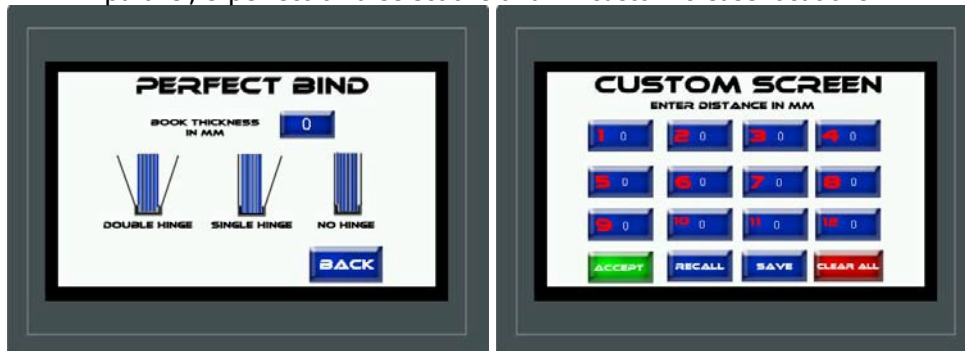 PERFECT BIND
BOOK THICKNESS
IN MM
0
DOUBLE HINGE SINGLE HINGE NO HINGE
BACK
CUSTOM SCREEN
ENTER DISTANCE IN MM
1 0 2 0 3 0 4 0
5 0 6 0 7 0 8 0
9 0 10 0 11 0 12 0
ACCEPT RECALL SAVE CLEAR ALL